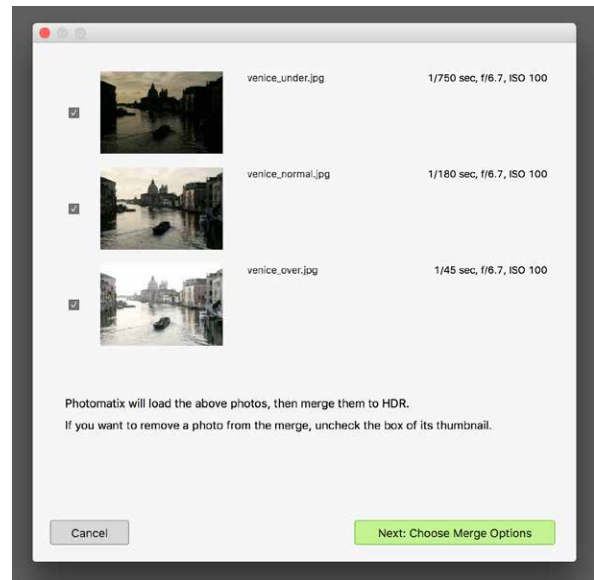 venice_under.jpg 1/750 sec, f/6.7, ISO 100
venice_normal.jpg 1/180 sec, f/6.7, ISO 100
venice_over.jpg 1/45 sec, f/6.7, ISO 100
Photomatix will load the above photos, then merge them to HDR.
If you want to remove a photo from the merge, uncheck the box of its thumbnail.
Cancel Next: Choose Merge Options